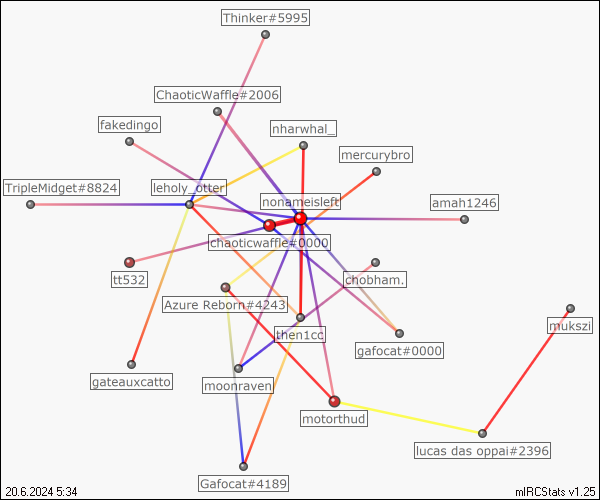 Thinker#5995
ChaoticWaffle#2006
fakedingo
nharwhal_
mercurybro
TripleMidget#8824
leholy_otter
nonameisleft
amah1246
chaoticwaffle#0000
tt532
chobham.
Azure Reborn#4243
mukszi
then1cc
gafocat#0000
gateauxcatto
moonraven
motorthud
lucas das oppai#2396
Gafocat#4189
20.6.2024 5:34
mIRCStats v1.25